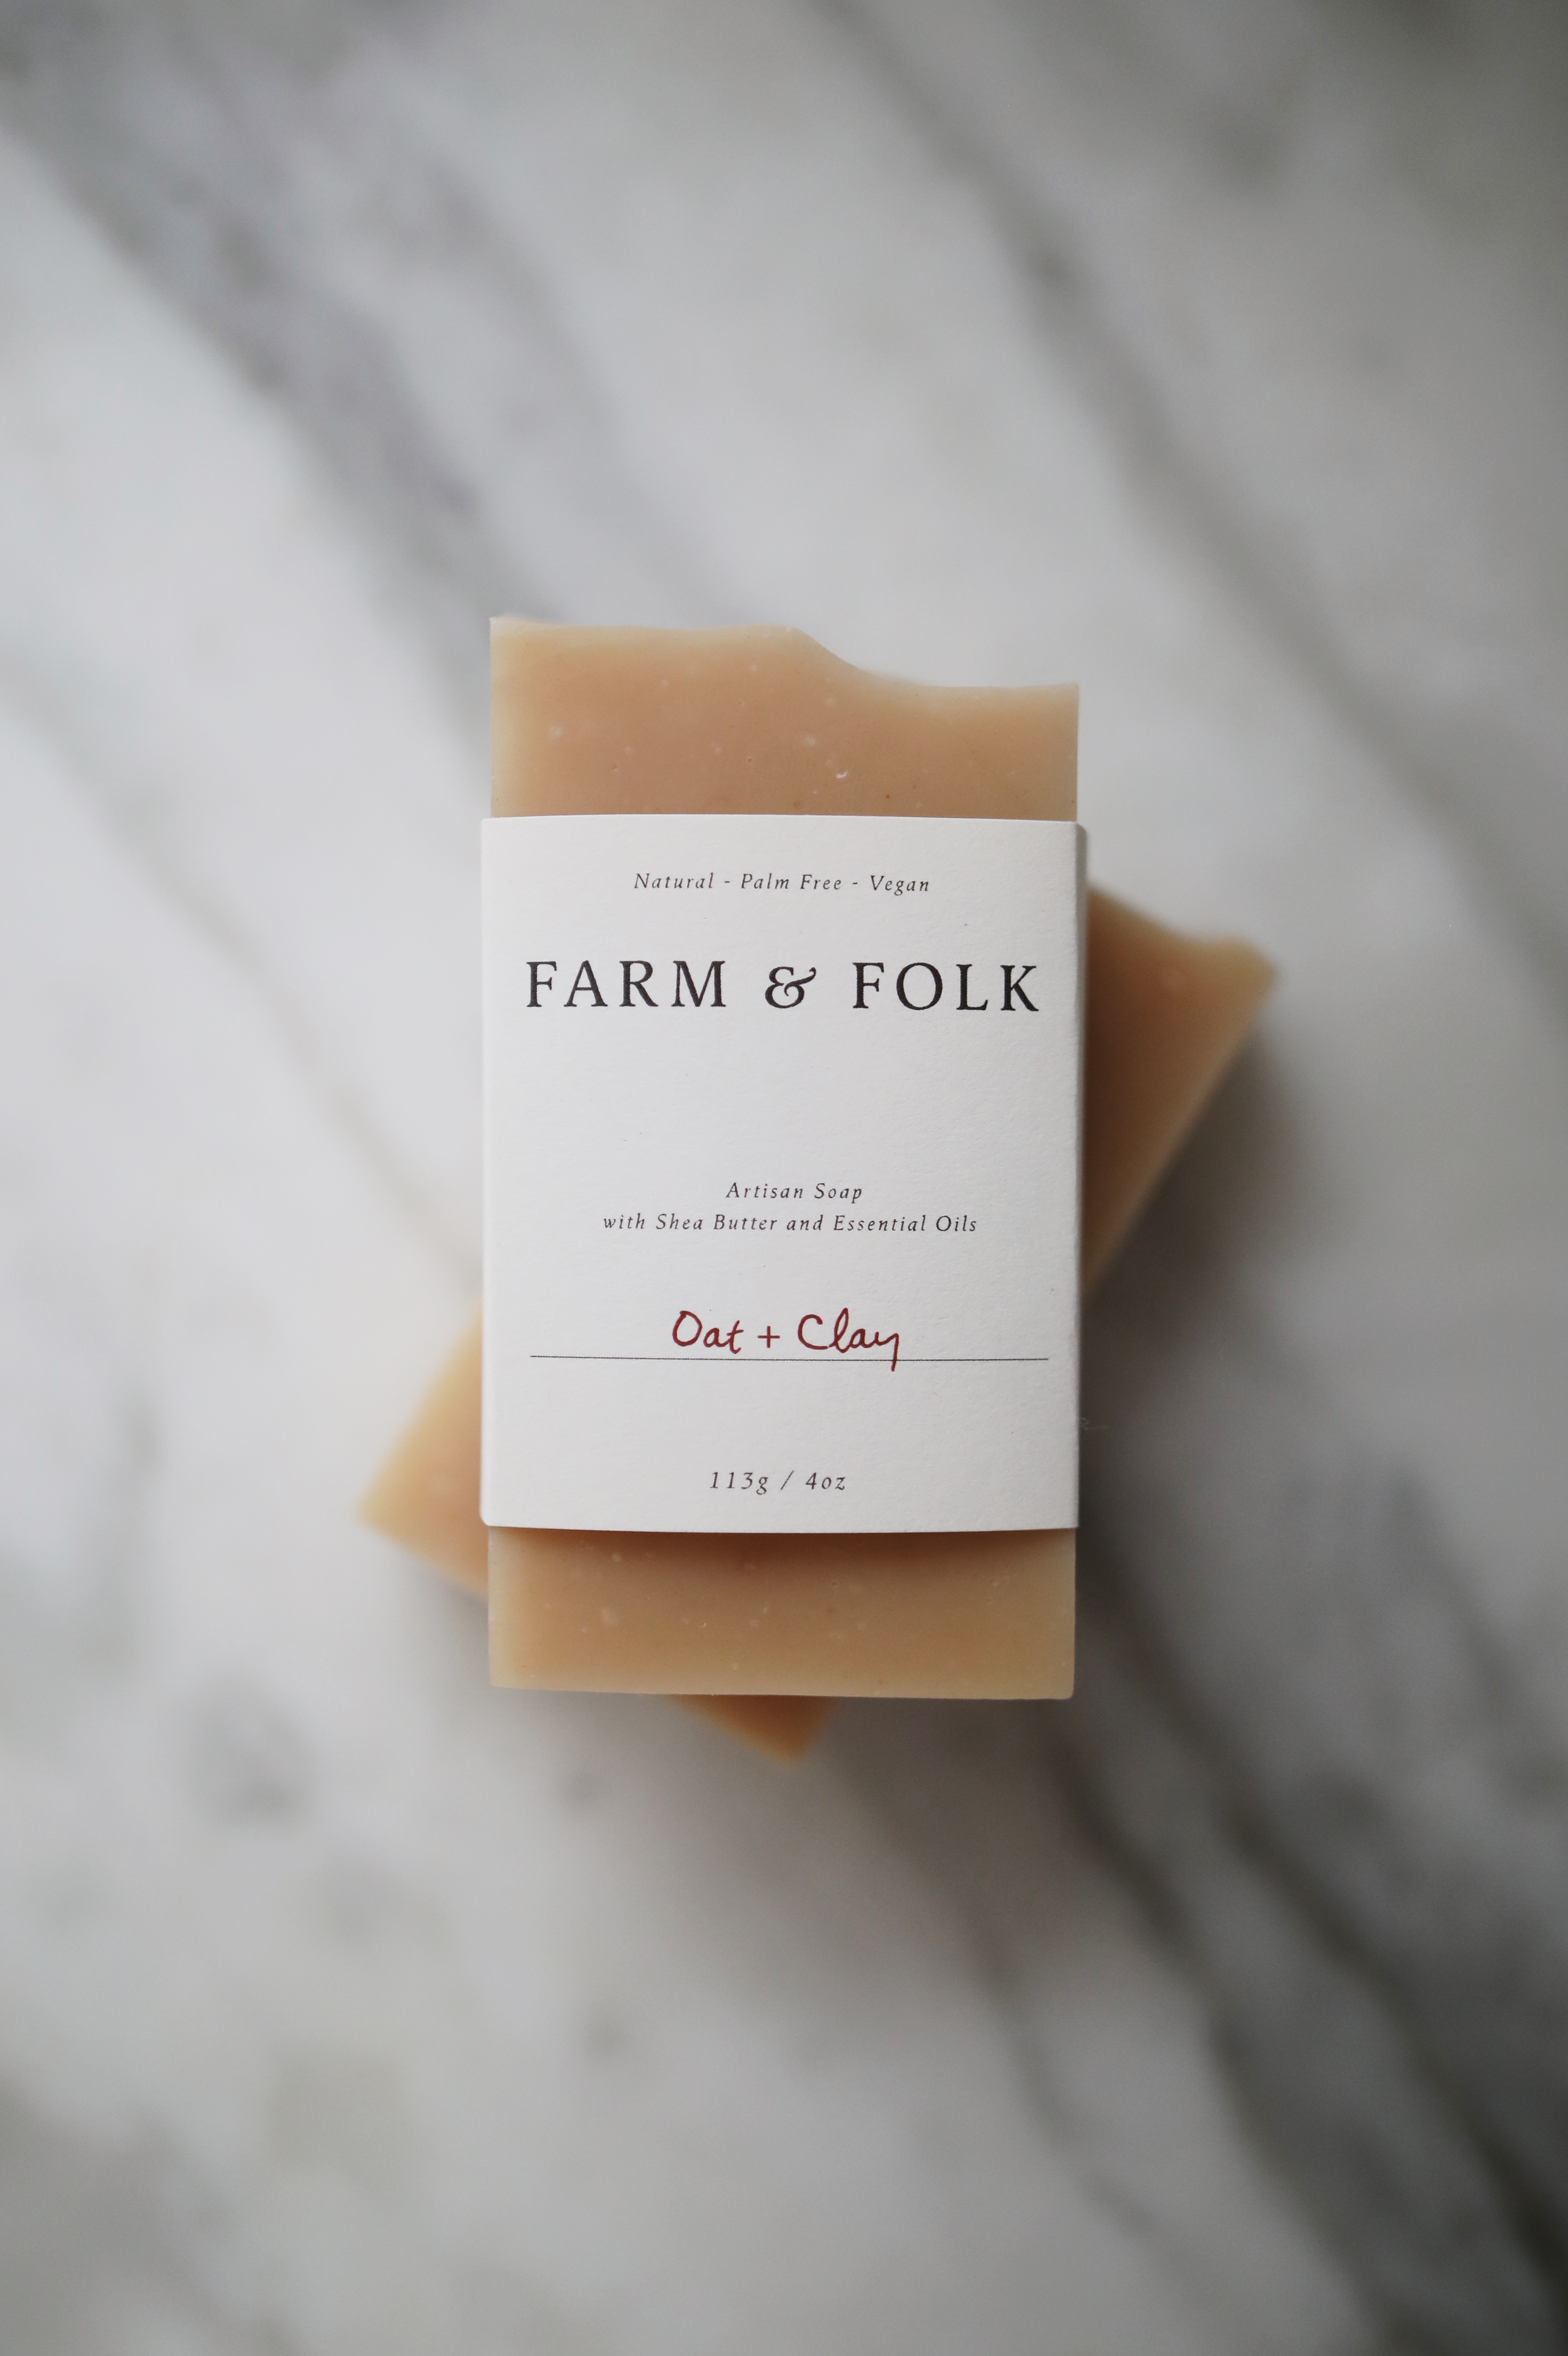 Natural - Palm Free - Vegan
FARM & FOLK
Artisan Soap
with Shea Butter and Essential Oils
Oat + Clay
113g / 4oz